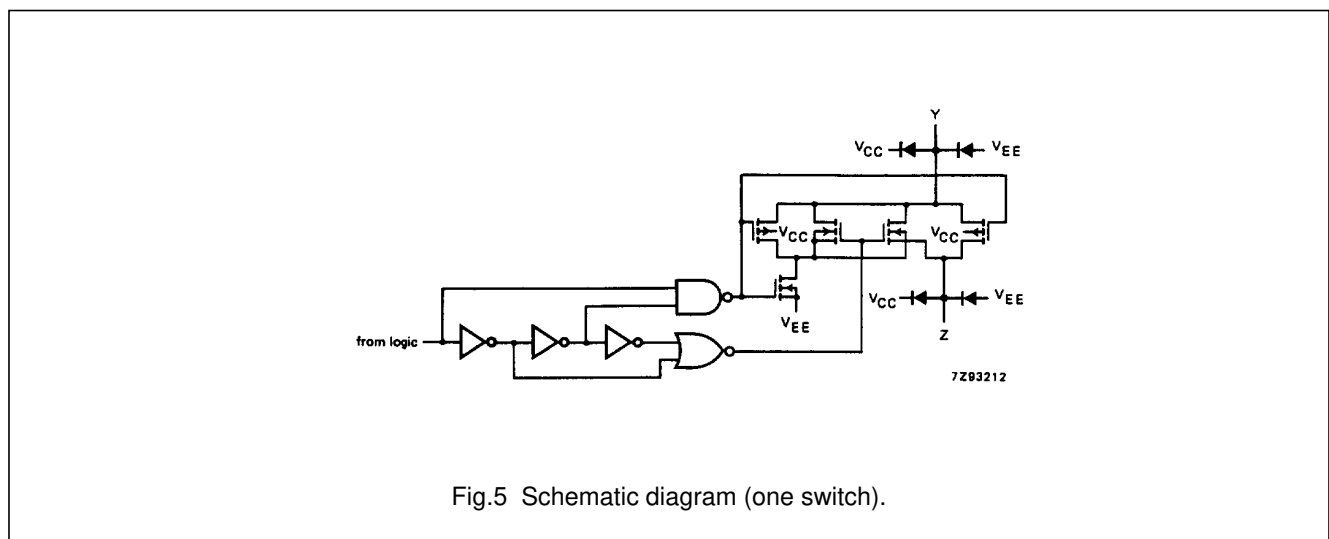 Y
VCC VEE
VCC VCC
VCC VEE
VEE
from logic
Z
7Z93212
Fig.5 Schematic diagram (one switch).